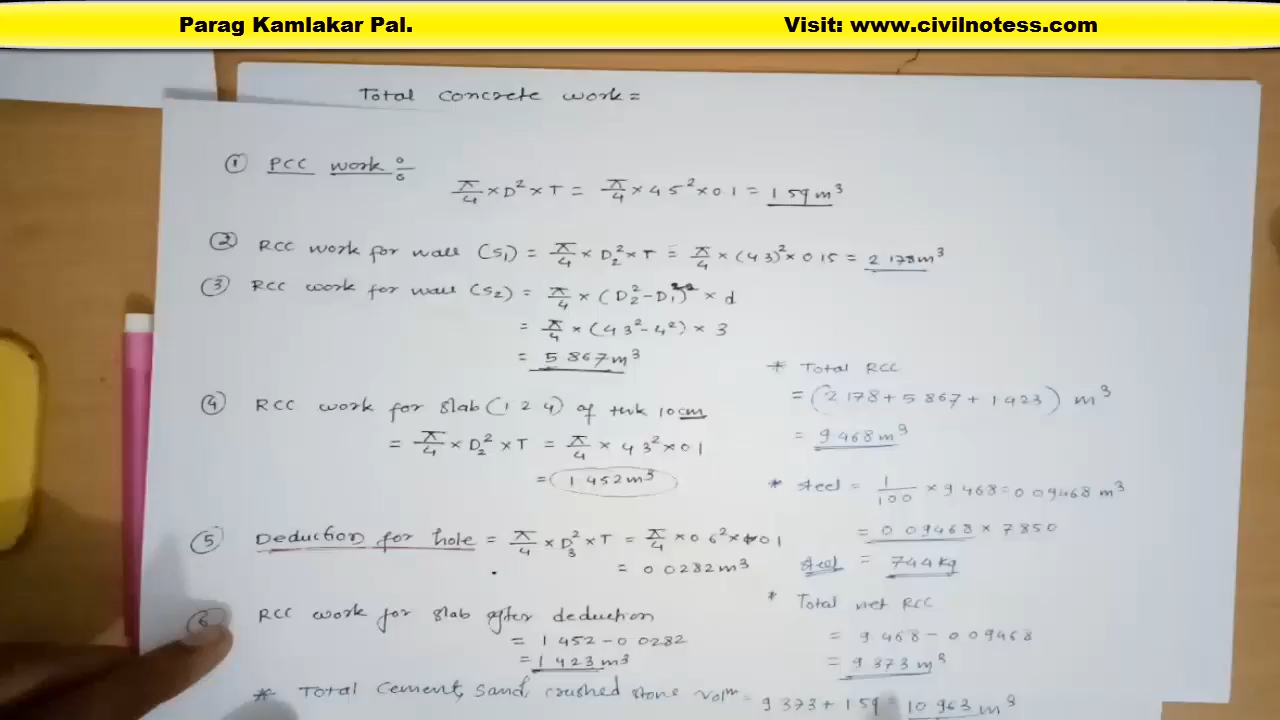 Parag Kamlakar Pal.
Visit: www.civilnotess.com
Total concrete work =
① PCC work :-
π/4 × D² × T = π/4 × 4 5² × 0 1 = 1 59 m³
② RCC work for wall (S₁) = π/4 × D₂² × T = π/4 × (4 3)² × 0 15 = 2 178 m³
③ RCC work for wall (S₂) = π/4 × (D₂² - D₁²) × d
= π/4 × (4 3² - 4²) × 3
= 5 867 m³
④ RCC work for slab (1 2 4) of thk 10 cm
= π/4 × D₂² × T = π/4 × 4 3² × 0 1
= 1 452 m³
⑤ Deduction for hole = π/4 × D₃² × T = π/4 × 0 6² × 0 1
= 0 0282 m³
⑥ RCC work for slab after deduction
= 1 452 - 0 0282
= 1 423 m³
* Total RCC
= (2 178 + 5 867 + 1 423) m³
= 9 468 m³
* steel = 1/100 × 9 468 = 0 09468 m³
= 0 09468 × 7850
steel = 744 kg
* Total net RCC
= 9 468 - 0 09468
= 9 373 m³
* Total Cement, Sand, crushed stone volᵐ = 9 373 + 1 59 = 10 963 m³